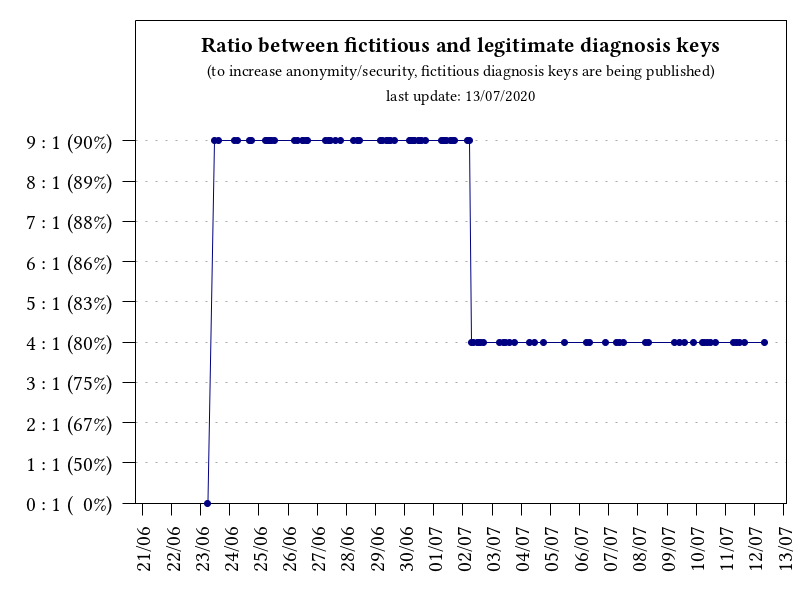 Ratio between fictitious and legitimate diagnosis keys
(to increase anonymity/security, fictitious diagnosis keys are being published)
last update: 13/07/2020
9 : 1 (90%)
8 : 1 (89%)
7 : 1 (88%)
6 : 1 (86%)
5 : 1 (83%)
4 : 1 (80%)
3 : 1 (75%)
2 : 1 (67%)
1 : 1 (50%)
0 : 1 ( 0%)
21/06
22/06
23/06
24/06
25/06
26/06
27/06
28/06
29/06
30/06
01/07
02/07
03/07
04/07
05/07
06/07
07/07
08/07
09/07
10/07
11/07
12/07
13/07